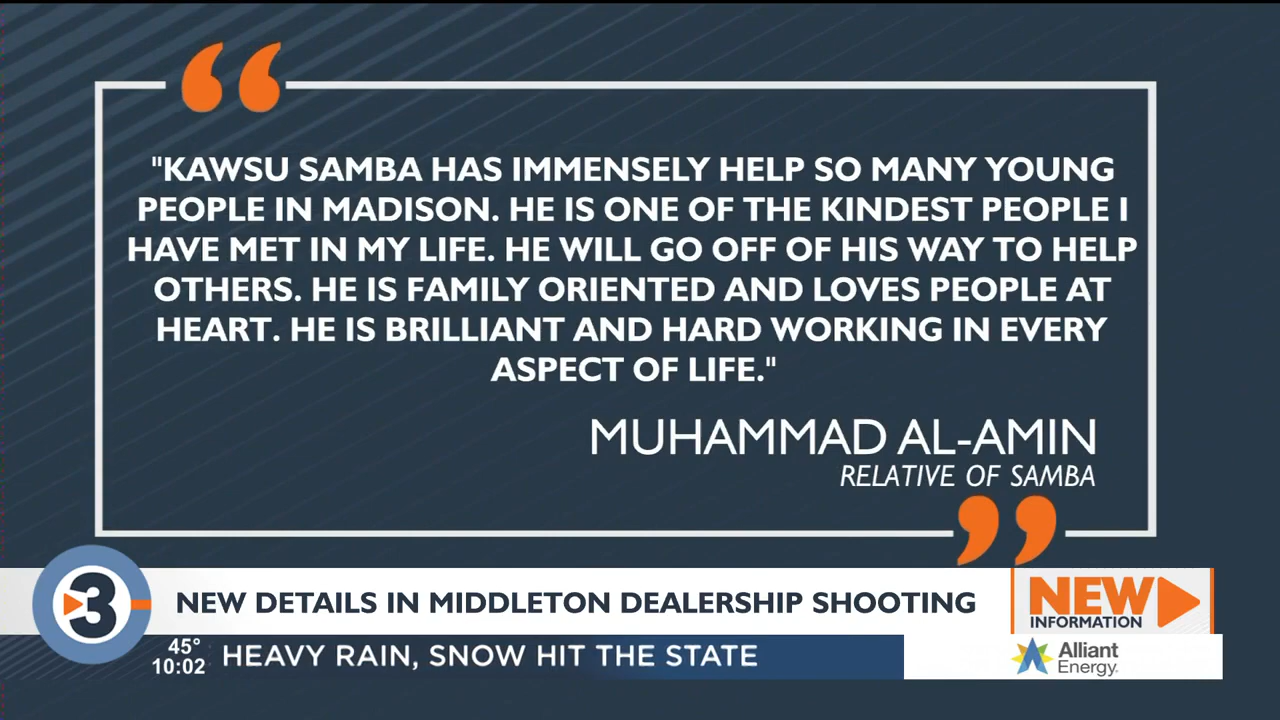 "KAWSU SAMBA HAS IMMENSELY HELP SO MANY YOUNG
PEOPLE IN MADISON. HE IS ONE OF THE KINDEST PEOPLE I
HAVE MET IN MY LIFE. HE WILL GO OFF OF HIS WAY TO HELP
OTHERS. HE IS FAMILY ORIENTED AND LOVES PEOPLE AT
HEART. HE IS BRILLIANT AND HARD WORKING IN EVERY
ASPECT OF LIFE."
MUHAMMAD AL-AMIN
RELATIVE OF SAMBA
3
NEW DETAILS IN MIDDLETON DEALERSHIP SHOOTING
NEW
INFORMATION
45°
10:02
HEAVY RAIN, SNOW HIT THE STATE
Alliant
Energy